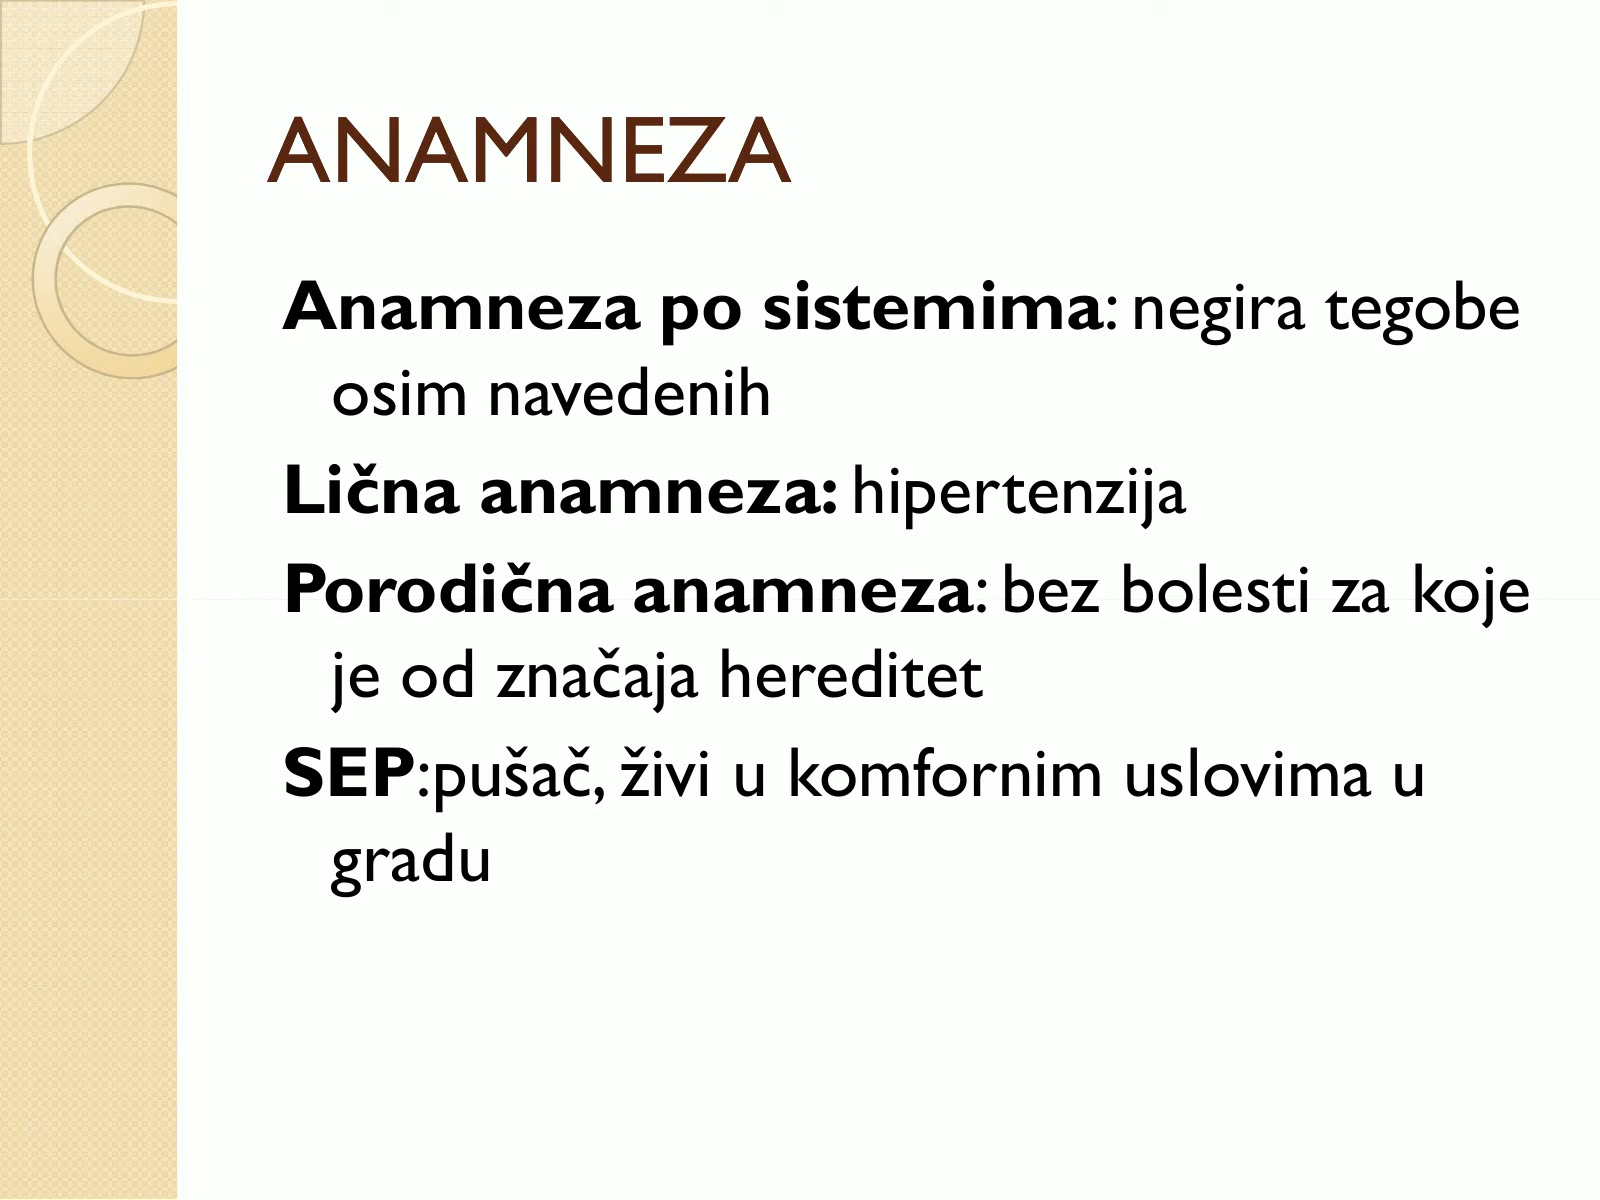 ANAMNEZA
Anamneza po sistemima: negira tegobe
osim navedenih
Lična anamneza: hipertenzija
Porodična anamneza: bez bolesti za koje
je od značaja hereditet
SEP:pušač, živi u komfornim uslovima u
gradu